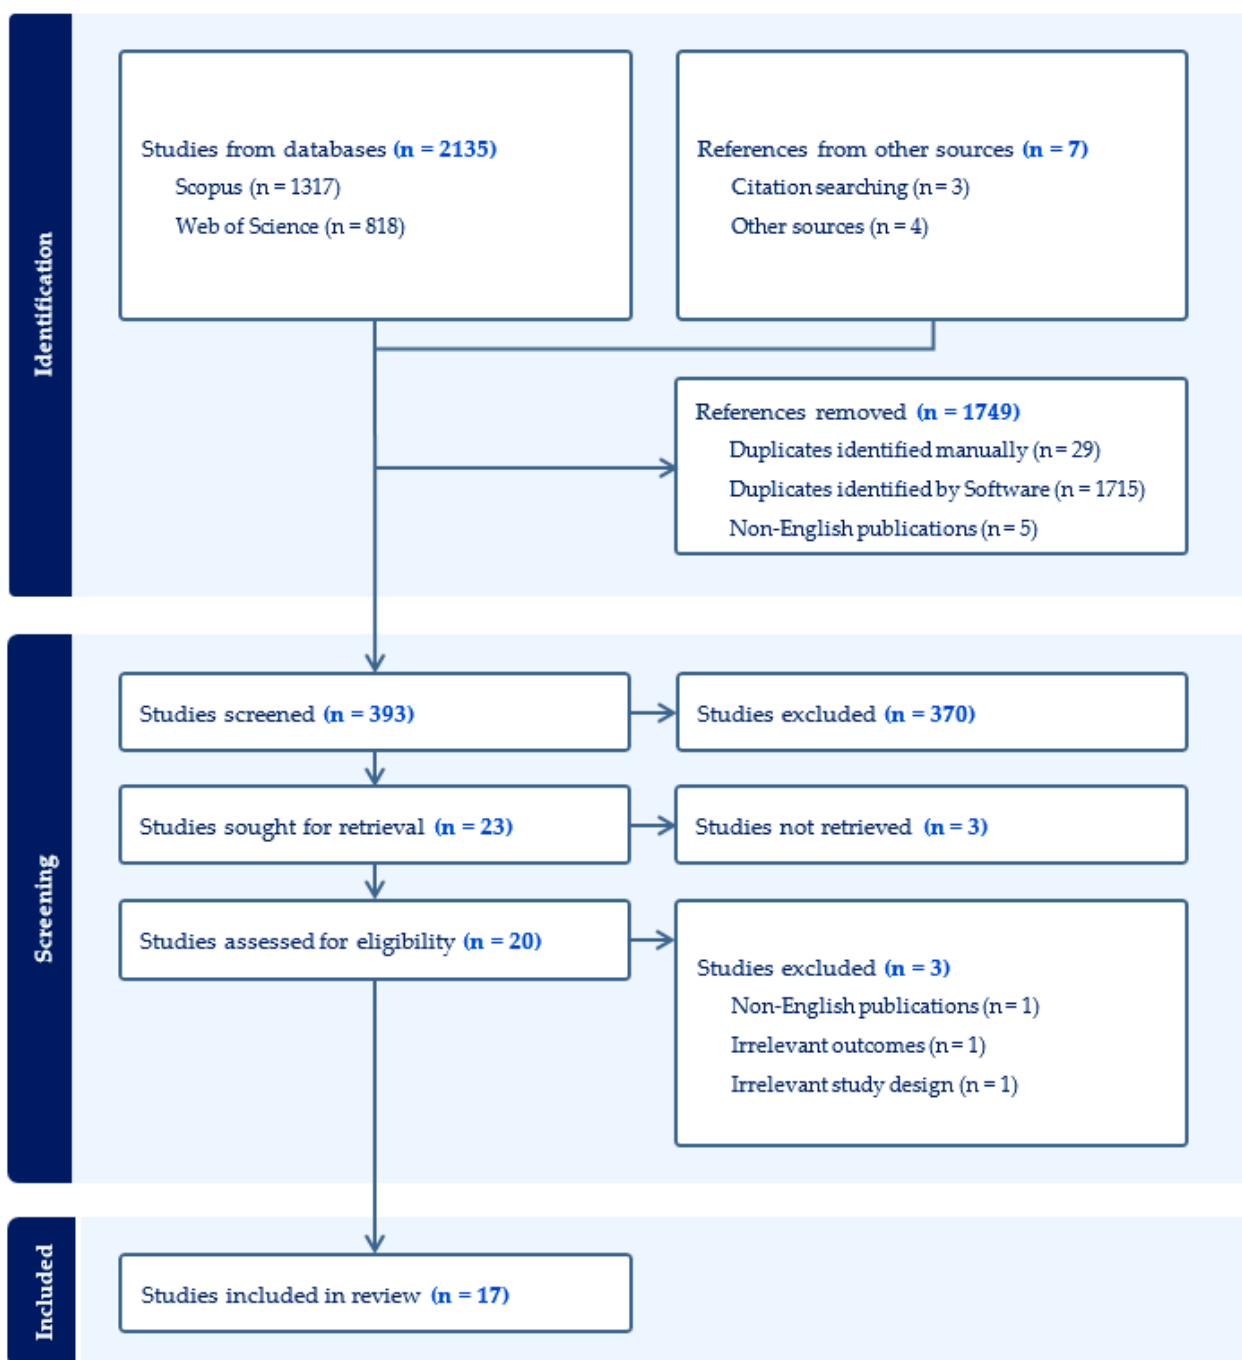 Identification
Studies from databases (n = 2135)
Scopus (n = 1317)
Web of Science (n = 818)
References from other sources (n = 7)
Citation searching (n = 3)
Other sources (n = 4)
References removed (n = 1749)
Duplicates identified manually (n = 29)
Duplicates identified by Software (n = 1715)
Non-English publications (n = 5)
Screening
Studies screened (n = 393)
Studies excluded (n = 370)
Studies sought for retrieval (n = 23)
Studies not retrieved (n = 3)
Studies assessed for eligibility (n = 20)
Studies excluded (n = 3)
Non-English publications (n = 1)
Irrelevant outcomes (n = 1)
Irrelevant study design (n = 1)
Included
Studies included in review (n = 17)